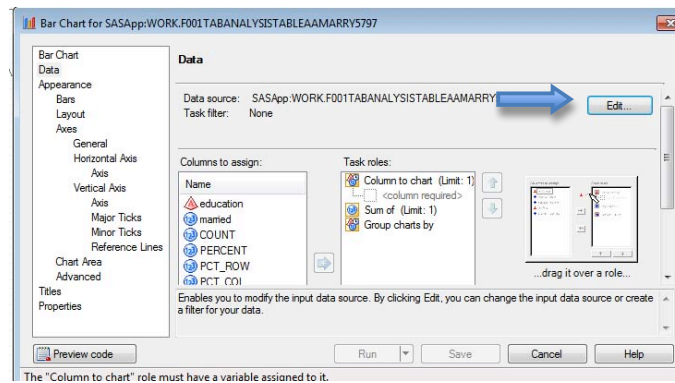 Bar Chart for SASApp:WORK.F001TABANALYSISTABLEAAMARRY5797
Bar Chart
Data
Appearance
Bars
Layout
Axes
General
Horizontal Axis
Axis
Vertical Axis
Axis
Major Ticks
Minor Ticks
Reference Lines
Chart Area
Advanced
Titles
Properties
Data
Data source: SASApp:WORK.F001TABANALYSISTABLEAAMARRY
Task filter: None
Edit...
Columns to assign:
Name
education
married
COUNT
PERCENT
PCT_ROW
PCT_COL
Task roles:
Column to chart (Limit: 1)
<column required>
Sum of (Limit: 1)
Group charts by
...drag it over a role...
Enables you to modify the input data source. By clicking Edit, you can change the input data source or create
a filter for your data.
Preview code
Run
Save
Cancel
Help
The "Column to chart" role must have a variable assigned to it.